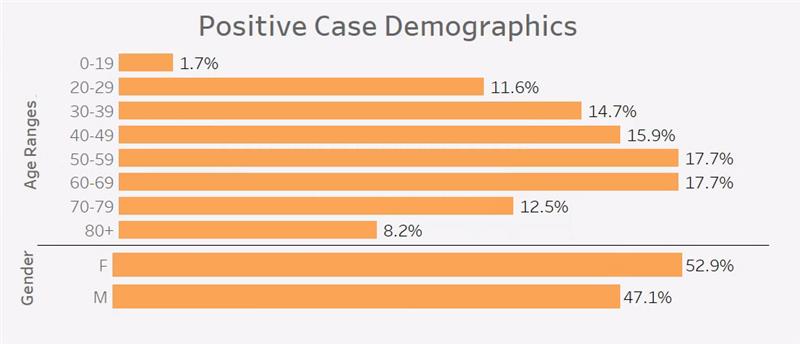 Positive Case Demographics
Age Ranges
0-19 1.7%
20-29 11.6%
30-39 14.7%
40-49 15.9%
50-59 17.7%
60-69 17.7%
70-79 12.5%
80+ 8.2%
Gender
F 52.9%
M 47.1%